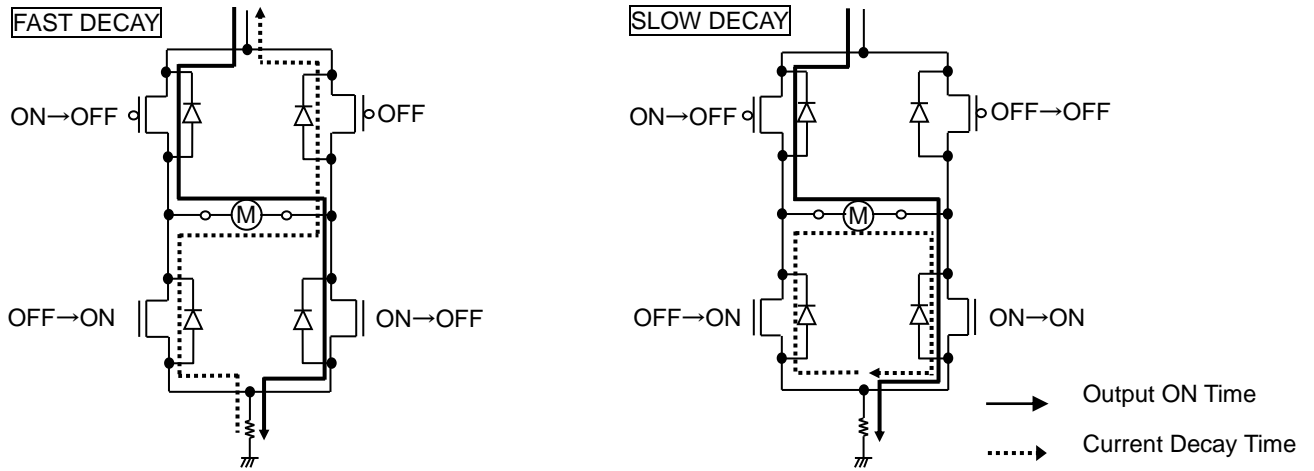 FAST DECAY
SLOW DECAY
ON→OFF
OFF
ON→OFF
OFF→OFF
M
M
OFF→ON
ON→OFF
OFF→ON
ON→ON
Output ON Time
Current Decay Time